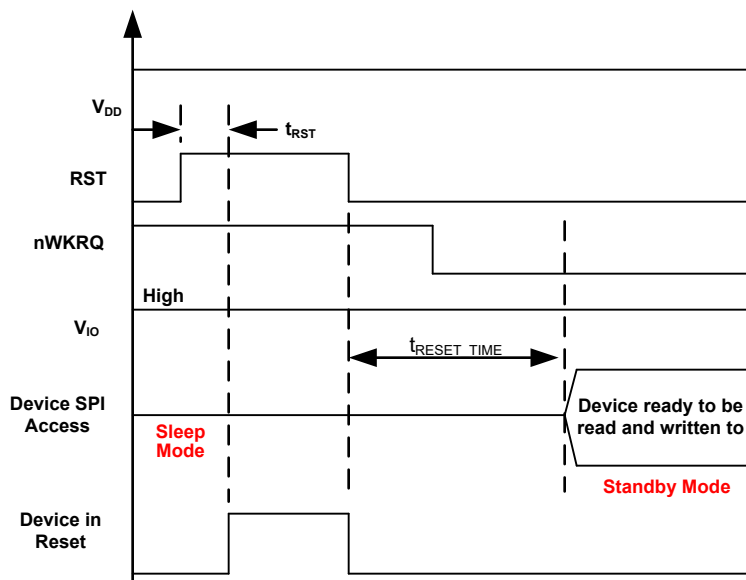 VDD
tRST
RST
nWKRQ
High
VIO
tRESET_TIME
Device SPI
Access
Sleep
Mode
Device ready to be
read and written to
Standby Mode
Device in
Reset